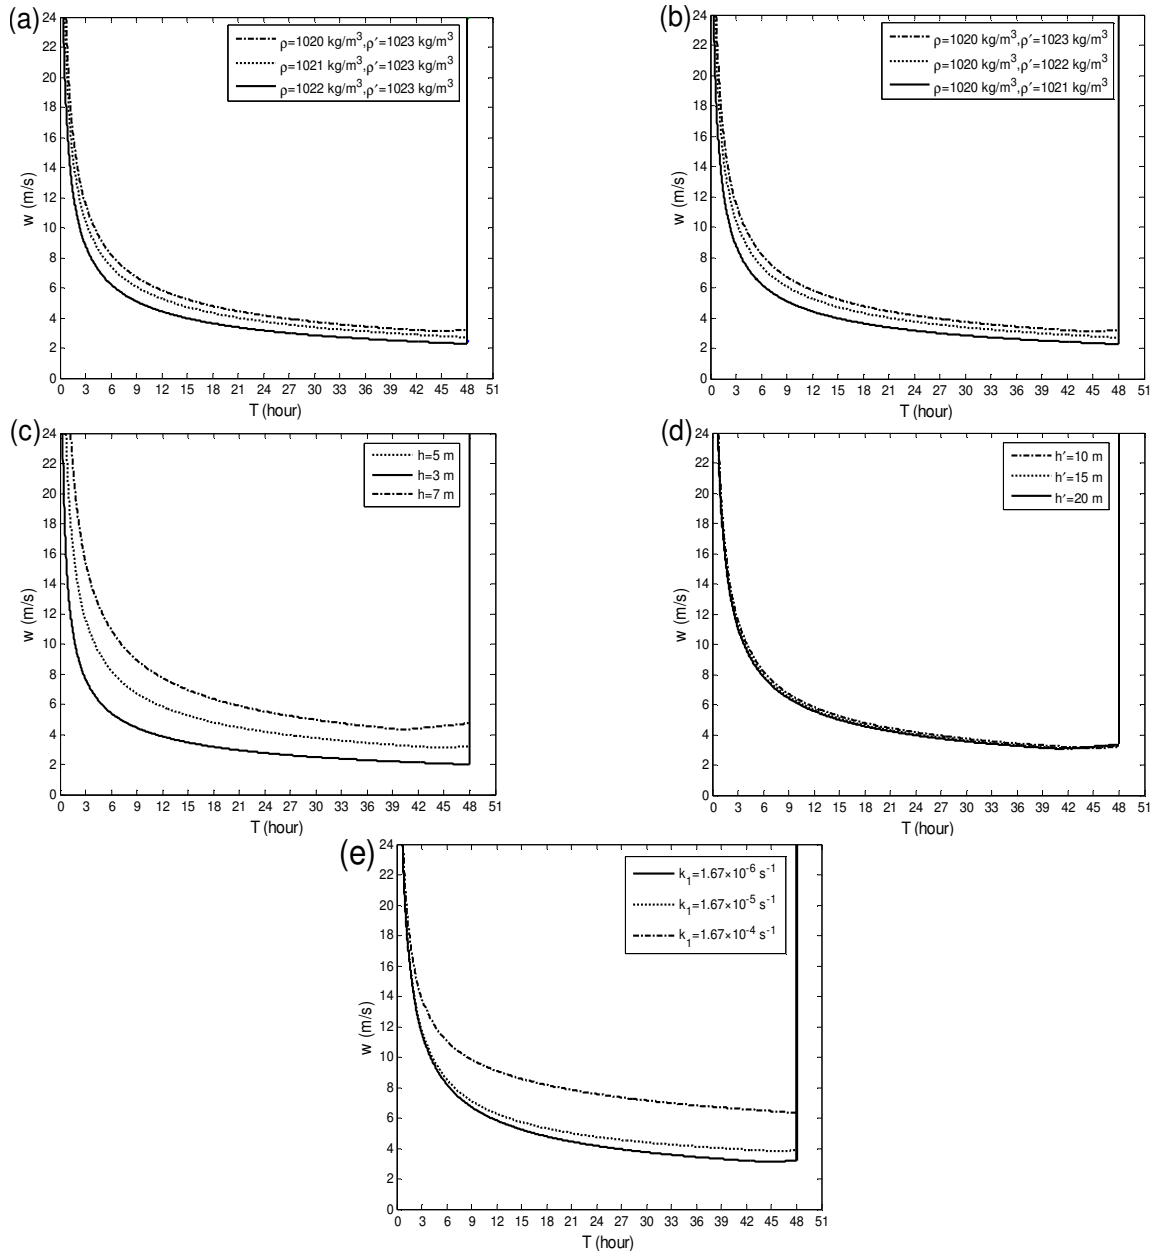 (a)
ρ=1020 kg/m³,ρ′=1023 kg/m³
ρ=1021 kg/m³,ρ′=1023 kg/m³
ρ=1022 kg/m³,ρ′=1023 kg/m³
24
22
20
18
16
14
12
10
8
6
4
2
0
w (m/s)
0 3 6 9 12 15 18 21 24 27 30 33 36 39 42 45 48 51
T (hour)
(b)
ρ=1020 kg/m³,ρ′=1023 kg/m³
ρ=1020 kg/m³,ρ′=1022 kg/m³
ρ=1020 kg/m³,ρ′=1021 kg/m³
24
22
20
18
16
14
12
10
8
6
4
2
0
w (m/s)
0 3 6 9 12 15 18 21 24 27 30 33 36 39 42 45 48 51
T (hour)
(c)
h=5 m
h=3 m
h=7 m
24
22
20
18
16
14
12
10
8
6
4
2
0
w (m/s)
0 3 6 9 12 15 18 21 24 27 30 33 36 39 42 45 48 51
T (hour)
(d)
h′=10 m
h′=15 m
h′=20 m
24
22
20
18
16
14
12
10
8
6
4
2
0
w (m/s)
0 3 6 9 12 15 18 21 24 27 30 33 36 39 42 45 48 51
T (hour)
(e)
k₁=1.67×10⁻⁶ s⁻¹
k₁=1.67×10⁻⁵ s⁻¹
k₁=1.67×10⁻⁴ s⁻¹
24
22
20
18
16
14
12
10
8
6
4
2
0
w (m/s)
0 3 6 9 12 15 18 21 24 27 30 33 36 39 42 45 48 51
T (hour)